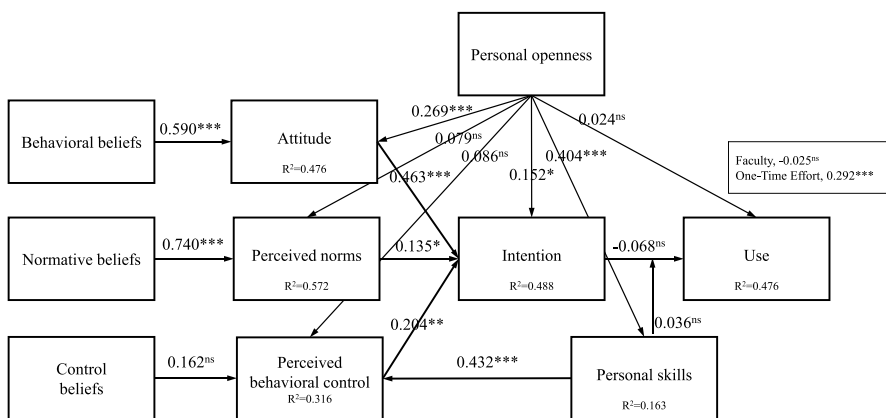 Personal openness
0.269***
0.024ⁿˢ
0.079ⁿˢ
0.086ⁿˢ
0.404***
Behavioral beliefs
0.590***
Attitude
R²=0.476
Faculty, -0.025ⁿˢ
One-Time Effort, 0.292***
0.463***
0.152*
Normative beliefs
0.740***
Perceived norms
R²=0.572
0.135*
Intention
R²=0.488
-0.068ⁿˢ
Use
R²=0.476
0.204**
0.036ⁿˢ
Control
beliefs
0.162ⁿˢ
Perceived
behavioral control
R²=0.316
0.432***
Personal skills
R²=0.163